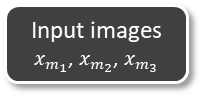 Input images
x_{m_1}, x_{m_2}, x_{m_3}